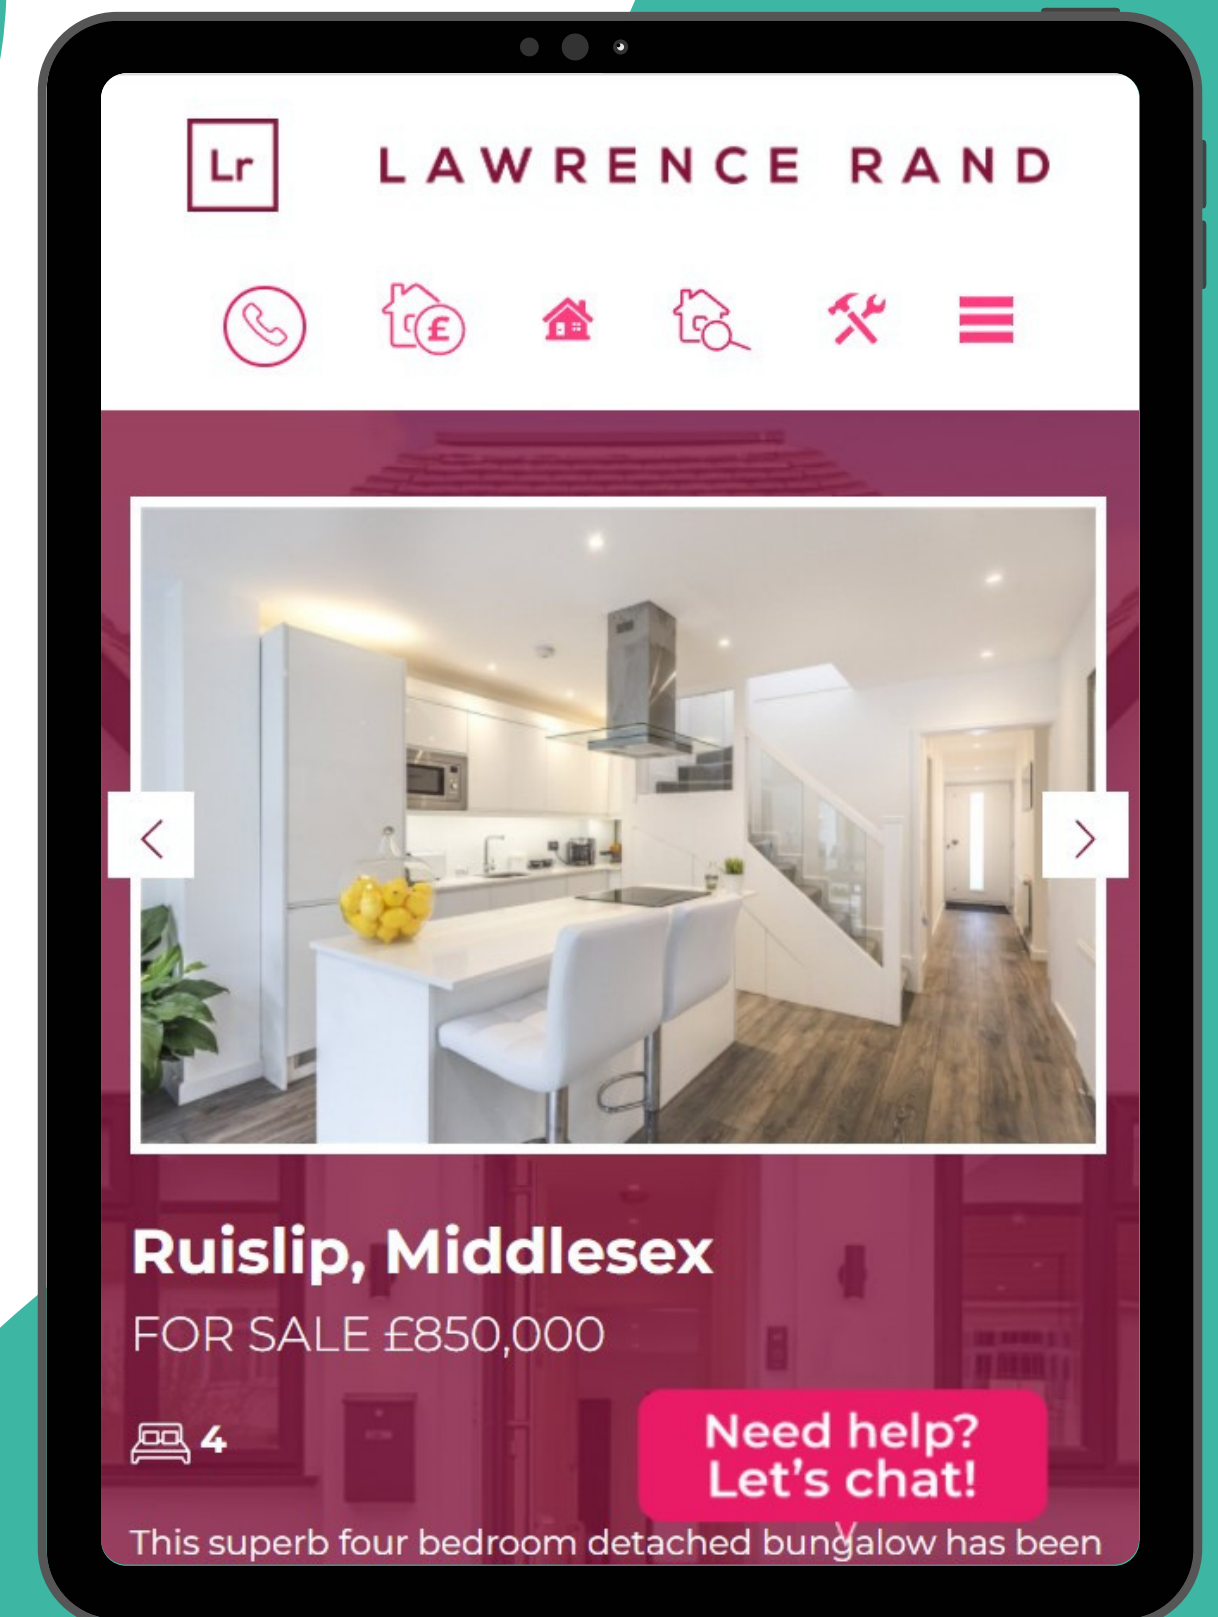 Lr
LAWRENCE RAND
£
Ruislip, Middlesex
FOR SALE £850,000
4
Need help?
Let's chat!
This superb four bedroom detached bungalow has been